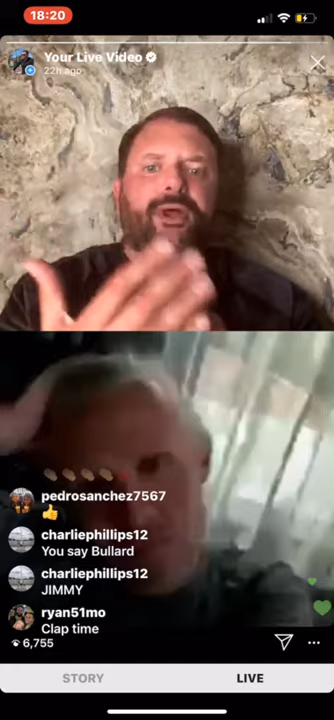 18:20
Your Live Video
22h ago
pedrosanchez7567
👍
charliephillips12
You say Bullard
charliephillips12
JIMMY
ryan51mo
Clap time
6,755
STORY
LIVE